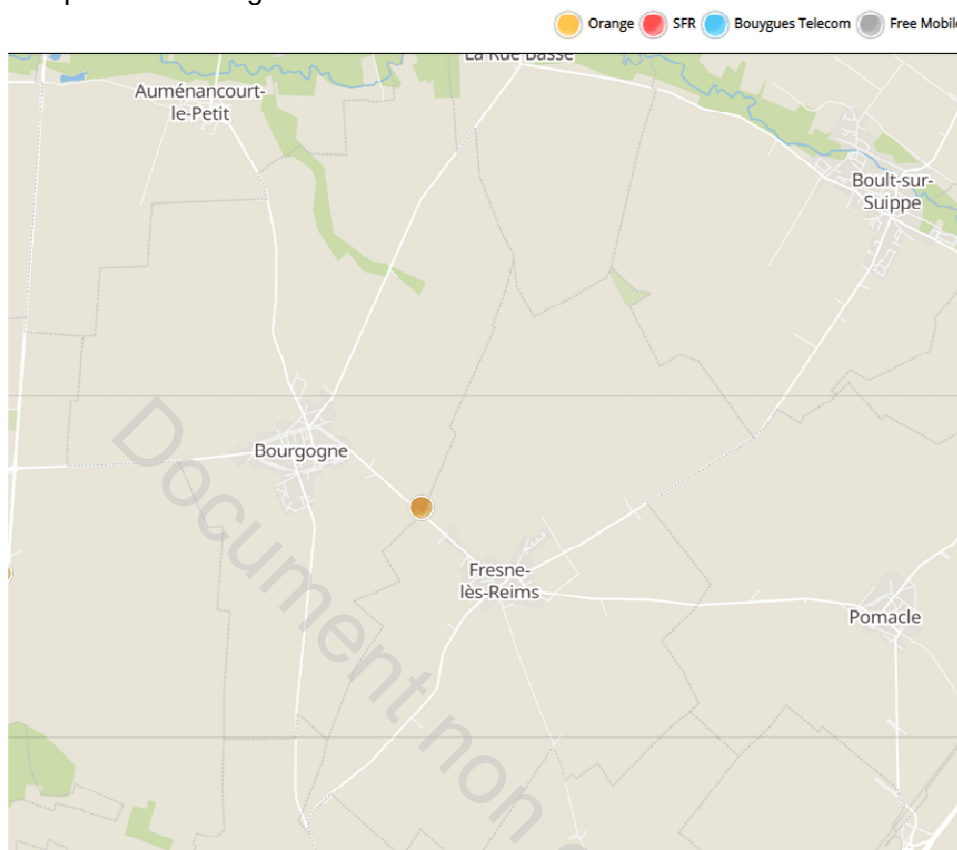 Orange SFR Bouygues Telecom Free Mobile
La Rue Basse
Auménancourt-
le-Petit
Boult-sur-
Suippe
Bourgogne
Fresne-
lès-Reims
Pomacle
Document non